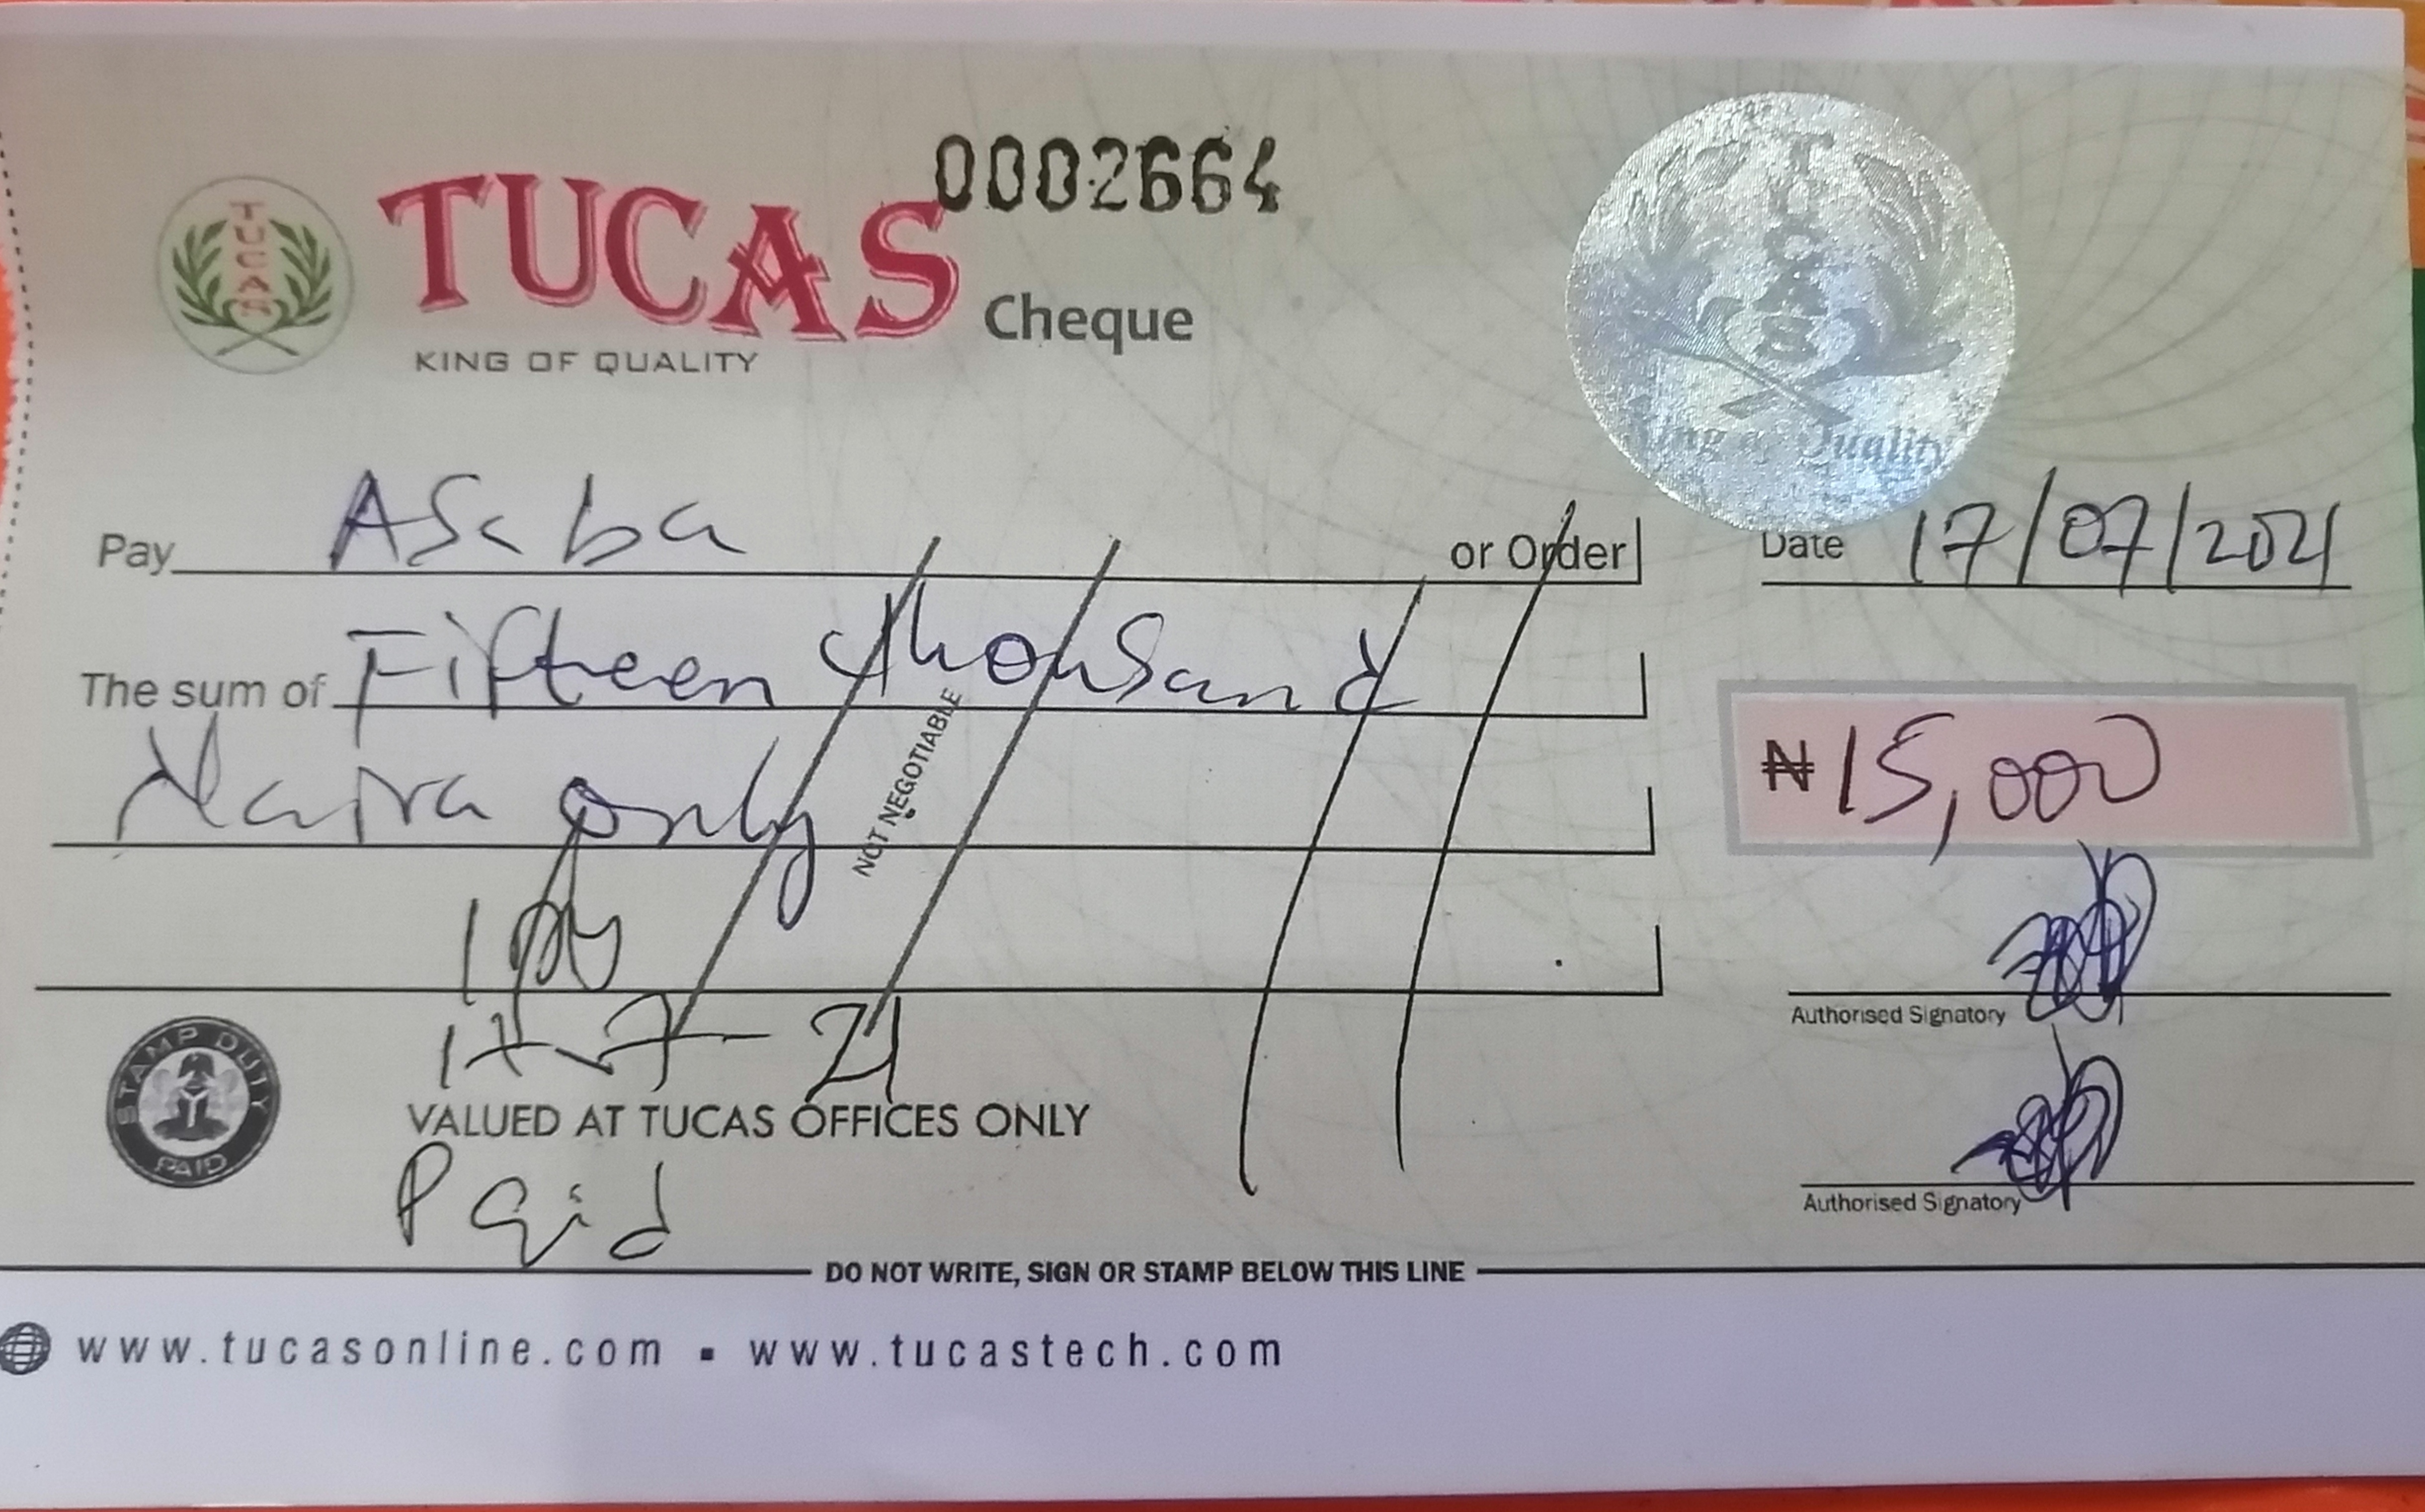 0002664
TUCAS
TUCAS Cheque
KING OF QUALITY
TUCAS
King of Quality
Pay Asaba or Order
Date 17/07/2021
The sum of Fifteen thousand
Naira only
₦15,000
NOT NEGOTIABLE
Authorised Signatory
17-7-21
STAMP DUTY
PAID
VALUED AT TUCAS OFFICES ONLY
Paid
Authorised Signatory
DO NOT WRITE, SIGN OR STAMP BELOW THIS LINE
www.tucasonline.com ▪ www.tucastech.com